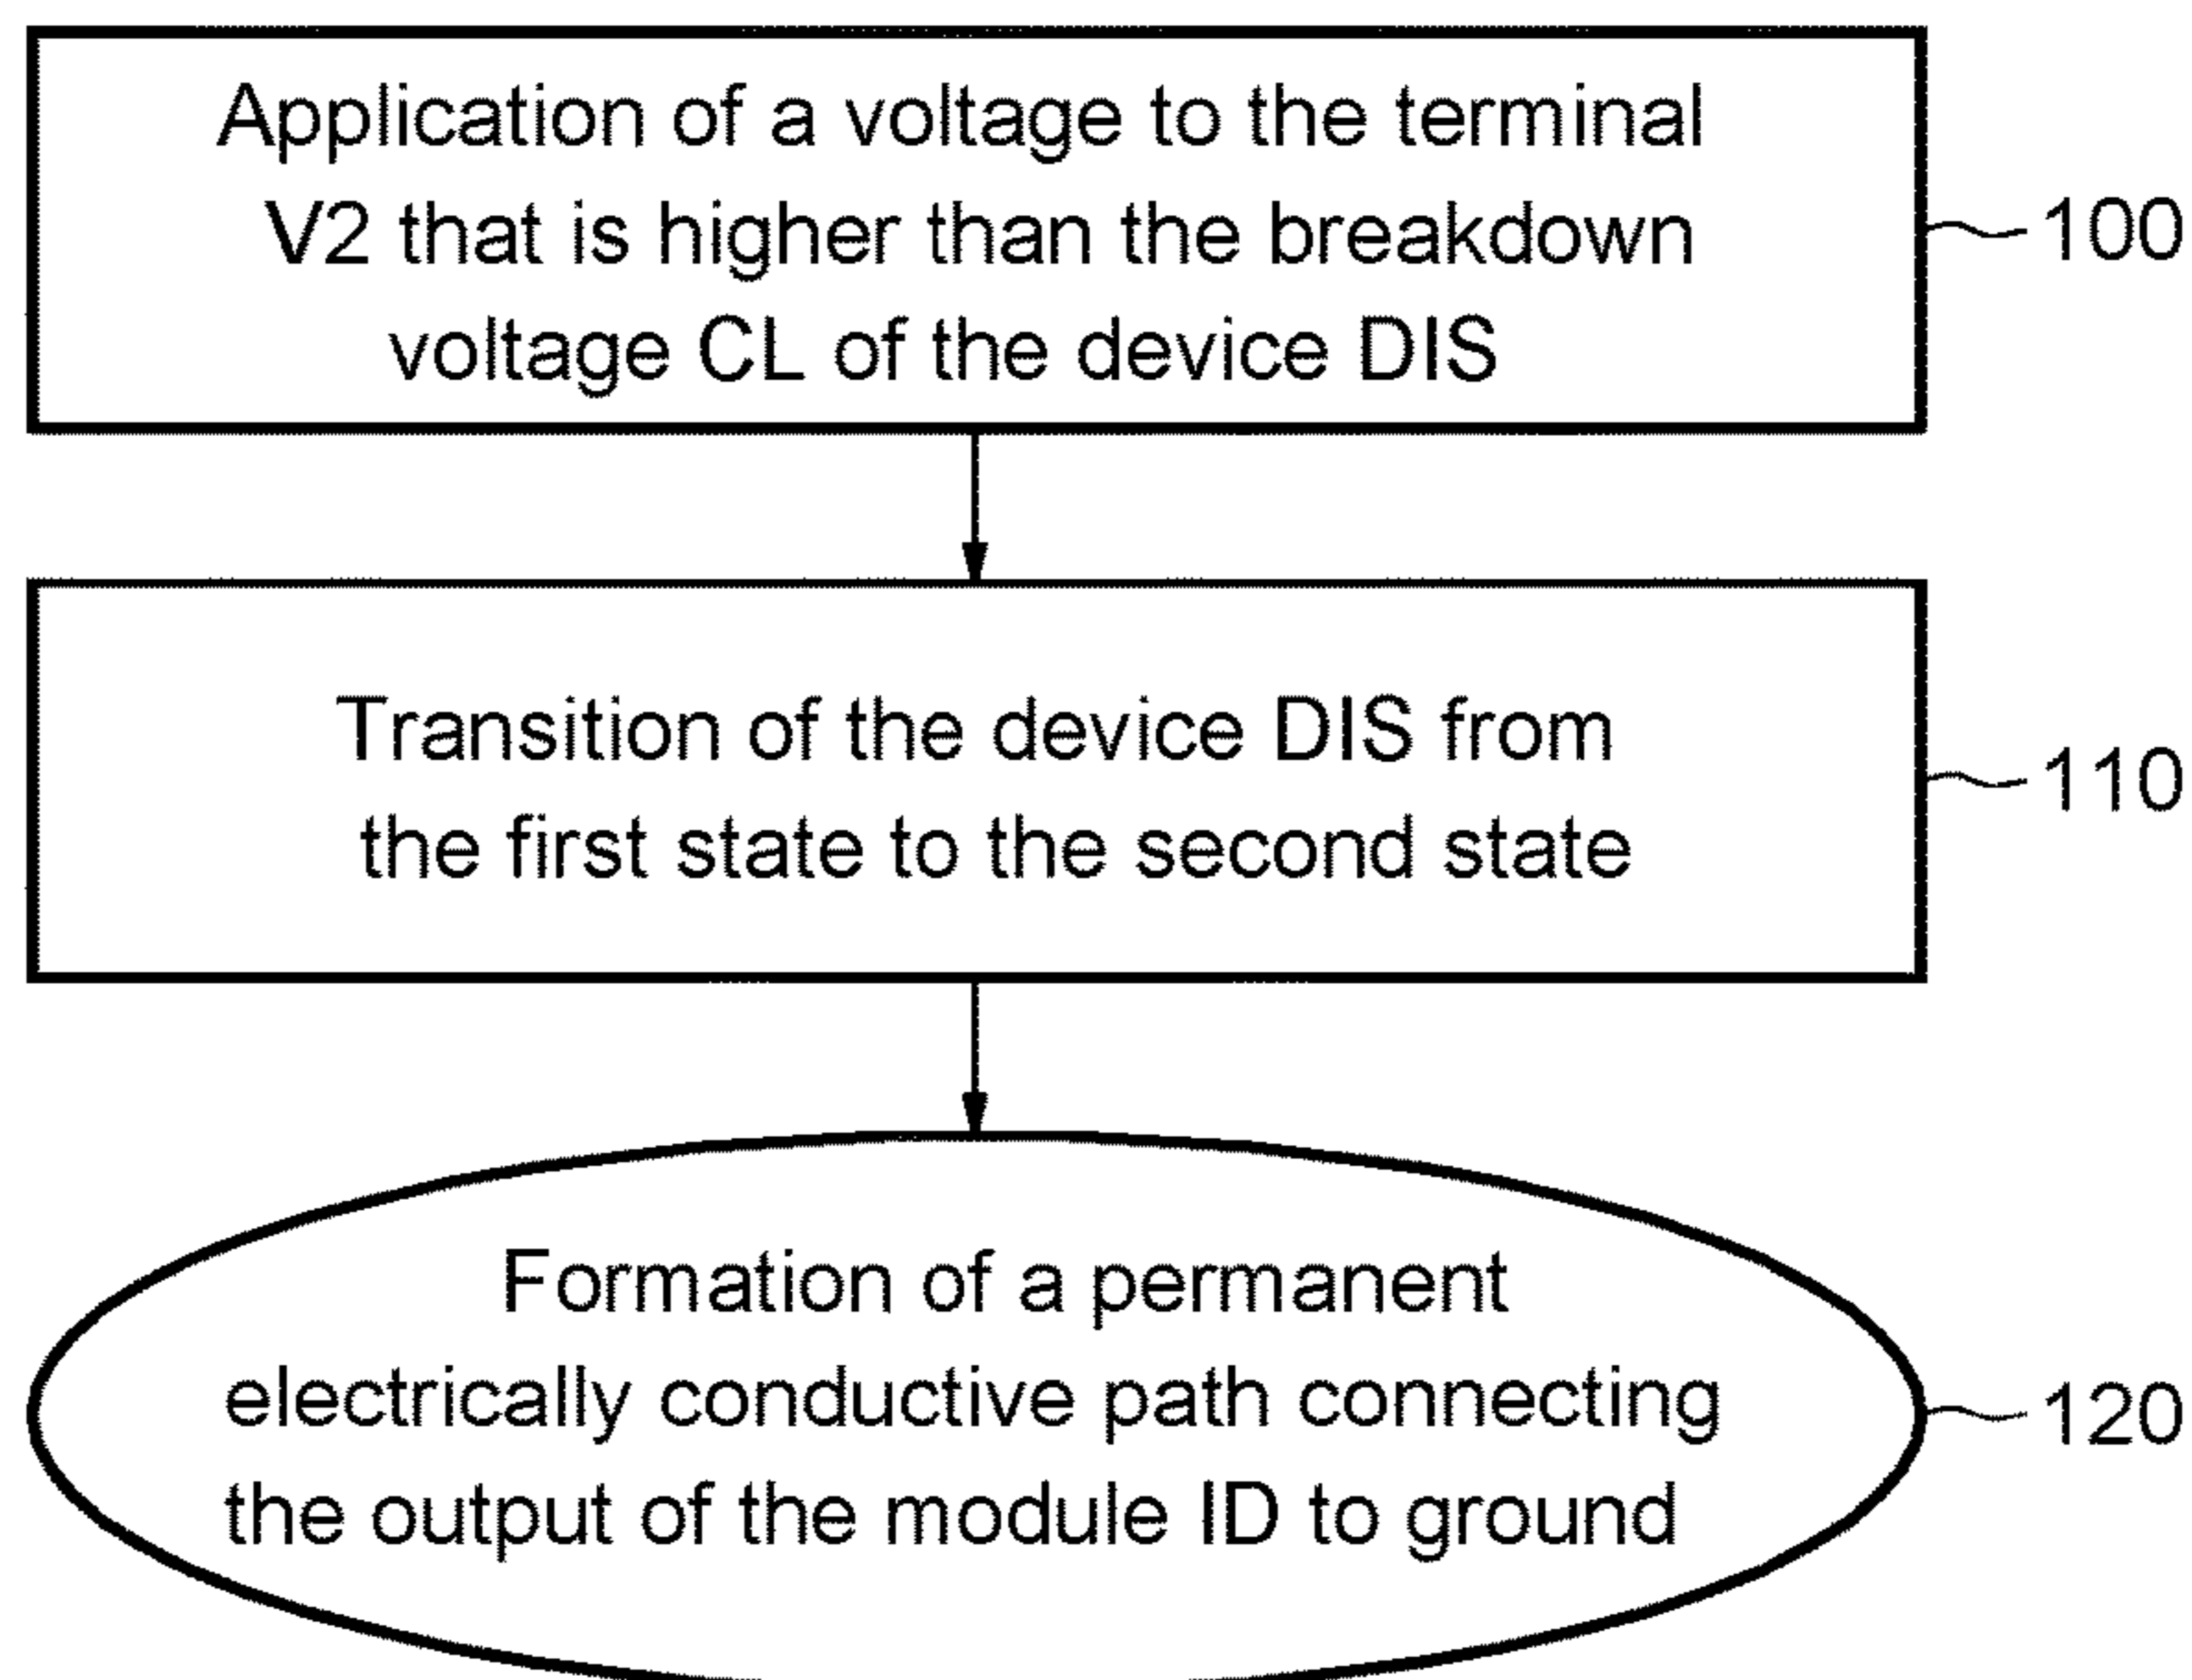 Application of a voltage to the terminal
V2 that is higher than the breakdown
voltage CL of the device DIS
100
Transition of the device DIS from
the first state to the second state
110
Formation of a permanent
electrically conductive path connecting
the output of the module ID to ground
120